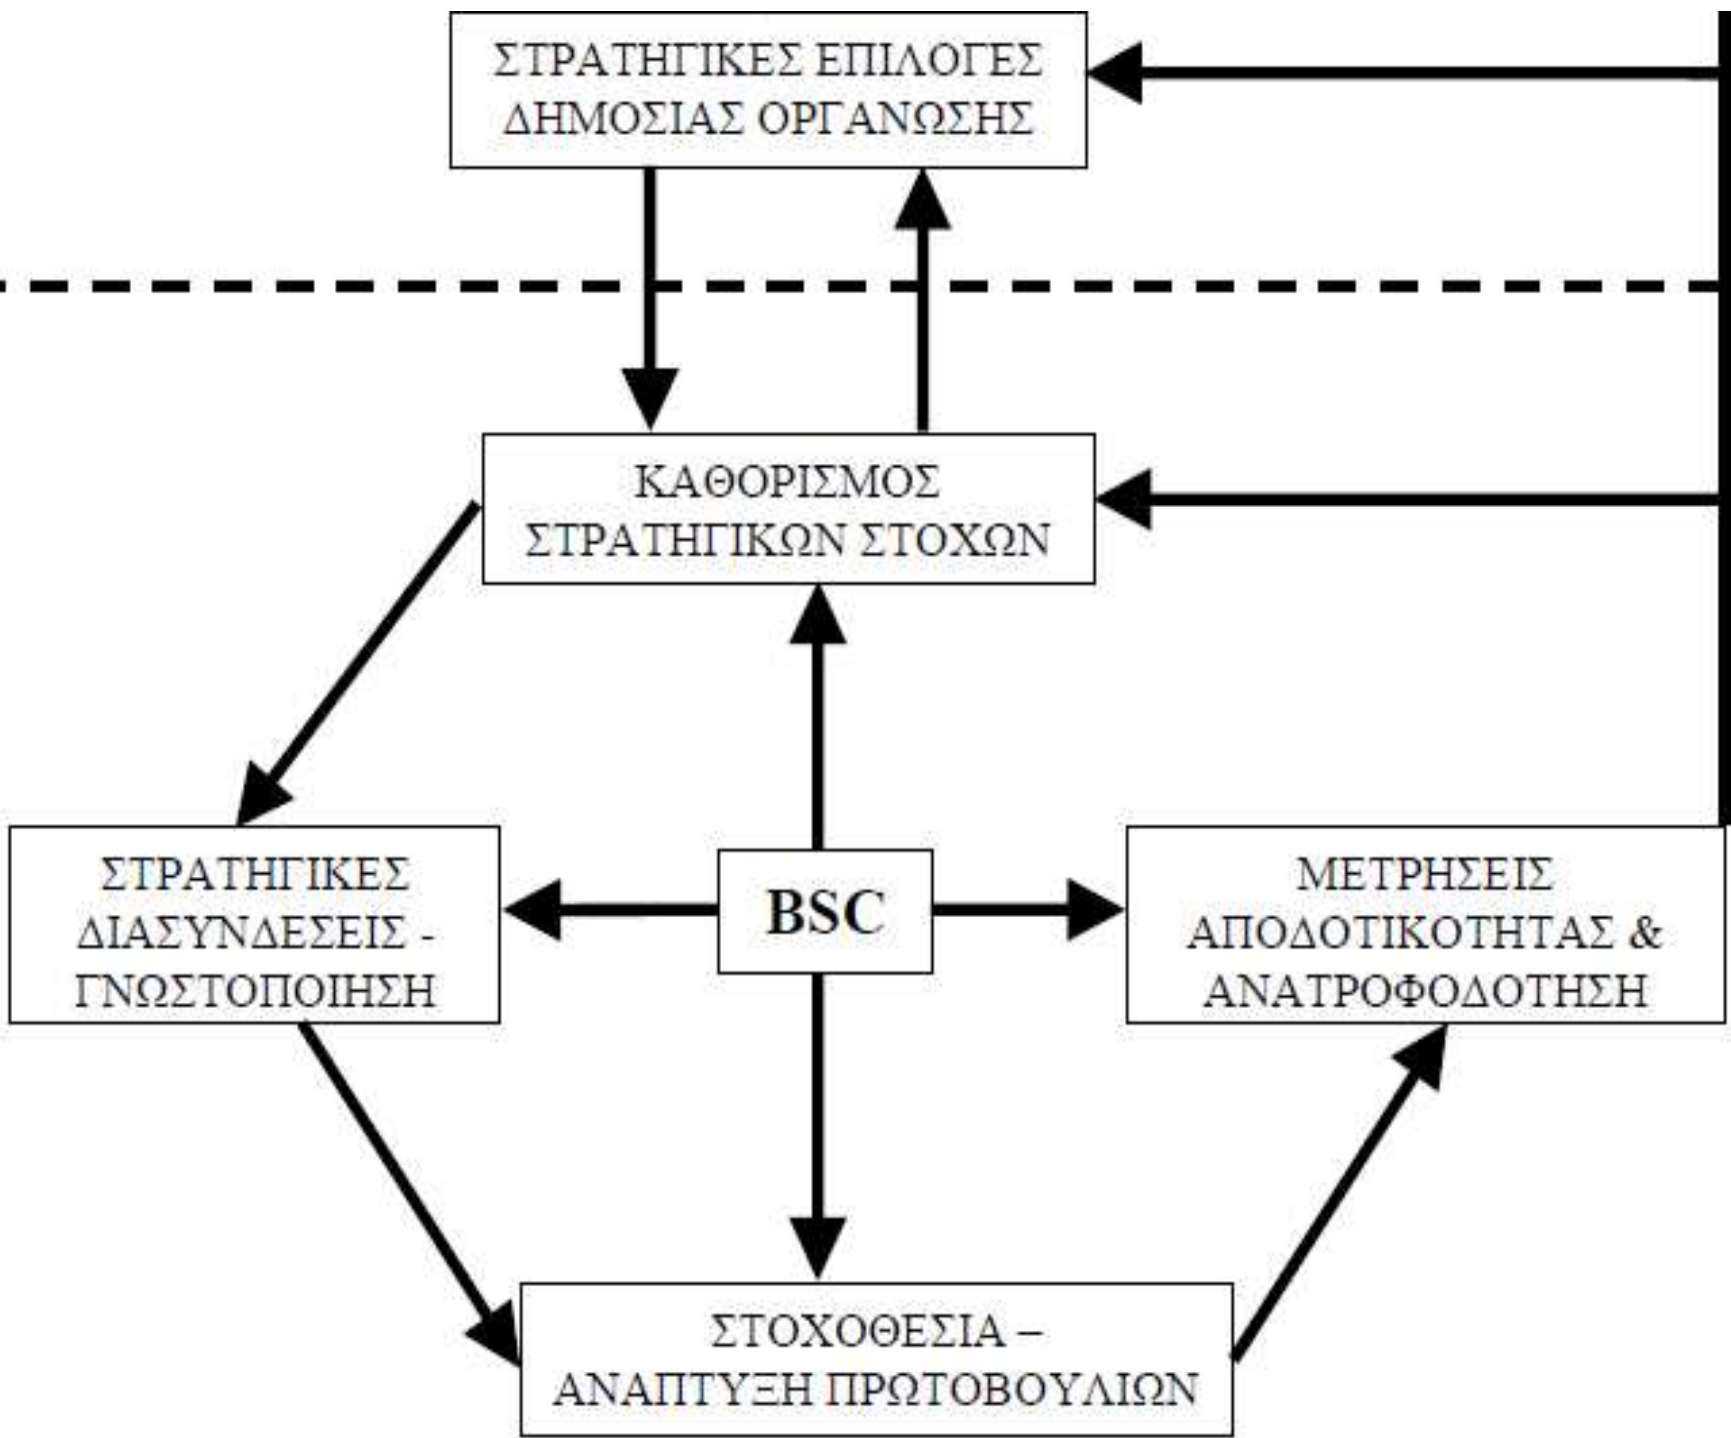 ΣΤΡΑΤΗΓΙΚΕΣ ΕΠΙΛΟΓΕΣ
ΔΗΜΟΣΙΑΣ ΟΡΓΑΝΩΣΗΣ
ΚΑΘΟΡΙΣΜΟΣ
ΣΤΡΑΤΗΓΙΚΩΝ ΣΤΟΧΩΝ
ΣΤΡΑΤΗΓΙΚΕΣ
ΔΙΑΣΥΝΔΕΣΕΙΣ -
ΓΝΩΣΤΟΠΟΙΗΣΗ
BSC
ΜΕΤΡΗΣΕΙΣ
ΑΠΟΔΟΤΙΚΟΤΗΤΑΣ &
ΑΝΑΤΡΟΦΟΔΟΤΗΣΗ
ΣΤΟΧΟΘΕΣΙΑ –
ΑΝΑΠΤΥΞΗ ΠΡΩΤΟΒΟΥΛΙΩΝ